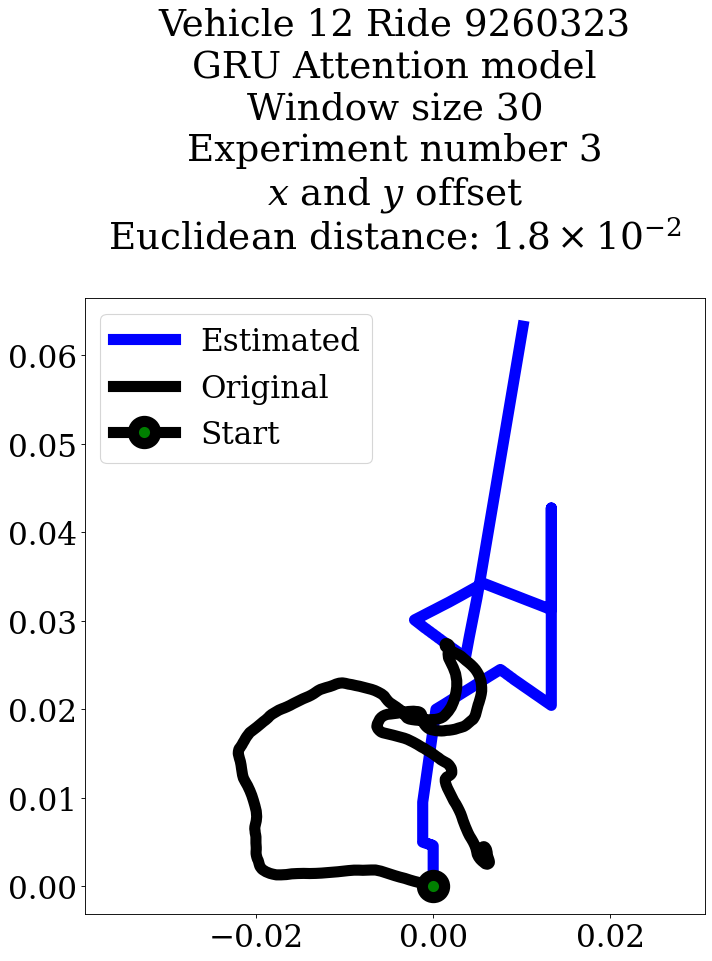 Vehicle 12 Ride 9260323
GRU Attention model
Window size 30
Experiment number 3
x and y offset
Euclidean distance: 1.8 × 10⁻²
Estimated
Original
Start
0.06
0.05
0.04
0.03
0.02
0.01
0.00
−0.02 0.00 0.02